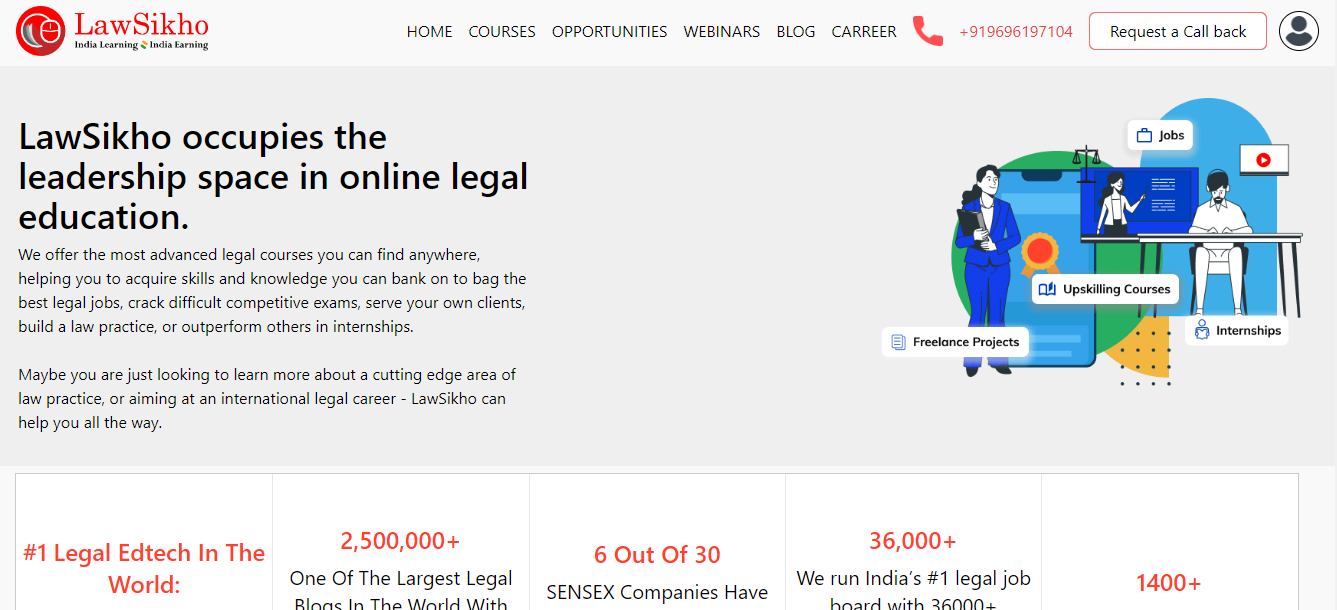 LawSikho
India Learning India Earning
HOME COURSES OPPORTUNITIES WEBINARS BLOG CARREER +919696197104 Request a Call back
LawSikho occupies the
leadership space in online legal
education.
We offer the most advanced legal courses you can find anywhere,
helping you to acquire skills and knowledge you can bank on to bag the
best legal jobs, crack difficult competitive exams, serve your own clients,
build a law practice, or outperform others in internships.
Maybe you are just looking to learn more about a cutting edge area of
law practice, or aiming at an international legal career - LawSikho can
help you all the way.
Jobs
Upskilling Courses
Internships
Freelance Projects
#1 Legal Edtech In The
World:
2,500,000+
One Of The Largest Legal
Blogs In The World With
6 Out Of 30
SENSEX Companies Have
36,000+
We run India’s #1 legal job
board with 36000+
1400+